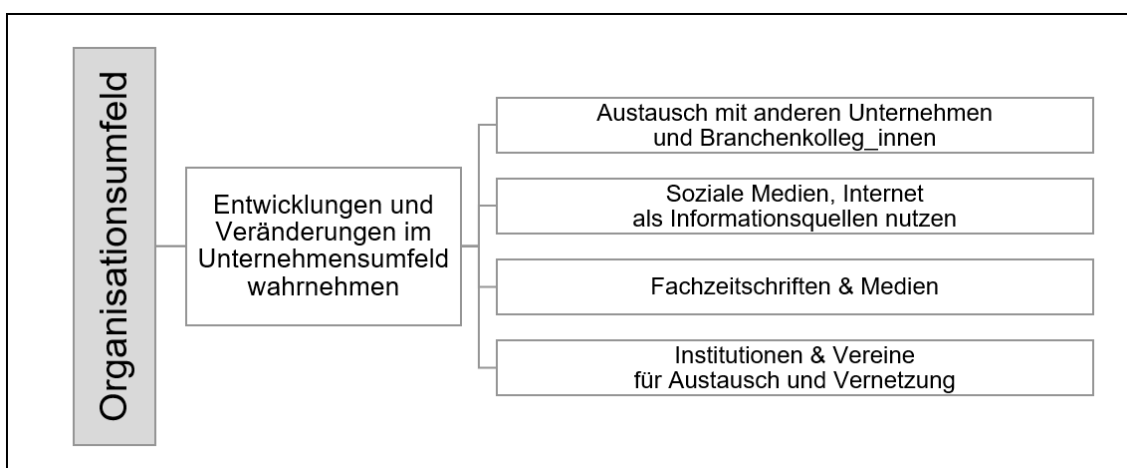 Organisationsumfeld
Entwicklungen und
Veränderungen im
Unternehmensumfeld
wahrnehmen
Austausch mit anderen Unternehmen
und Branchenkolleg_innen
Soziale Medien, Internet
als Informationsquellen nutzen
Fachzeitschriften & Medien
Institutionen & Vereine
für Austausch und Vernetzung